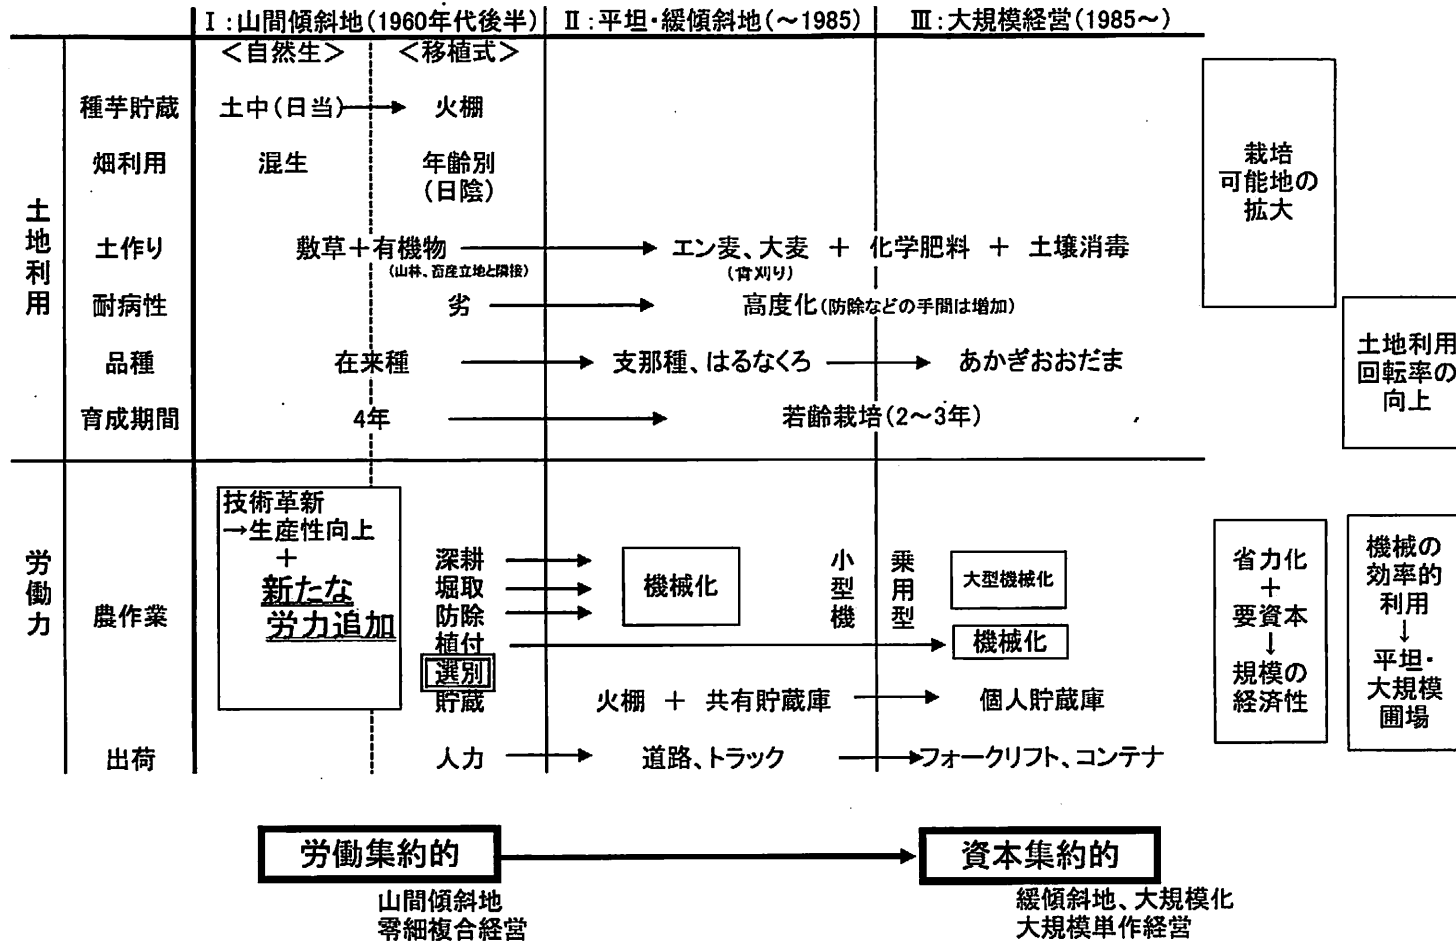 Ⅰ:山間傾斜地(1960年代後半)
Ⅱ:平坦・緩傾斜地(～1985)
Ⅲ:大規模経営(1985～)
＜自然生＞
＜移植式＞
土地利用
種芋貯蔵
土中(日当)
火棚
畑利用
混生
年齢別
(日陰)
土作り
敷草＋有機物
(山林、畜産立地と隣接)
エン麦、大麦 ＋ 化学肥料 ＋ 土壌消毒
(青刈り)
耐病性
劣
高度化(防除などの手間は増加)
品種
在来種
支那種、はるなくろ
あかぎおおだま
育成期間
4年
若齢栽培(2～3年)
栽培
可能地の
拡大
土地利用
回転率の
向上
労働力
農作業
技術革新
→生産性向上
＋
新たな
労力追加
深耕
堀取
防除
植付
選別
貯蔵
機械化
小型機
乗用型
大型機械化
機械化
火棚 ＋ 共有貯蔵庫
個人貯蔵庫
出荷
人力
道路、トラック
フォークリフト、コンテナ
省力化
＋
要資本
↓
規模の
経済性
機械の
効率的
利用
↓
平坦・
大規模
圃場
労働集約的
資本集約的
山間傾斜地
零細複合経営
緩傾斜地、大規模化
大規模単作経営